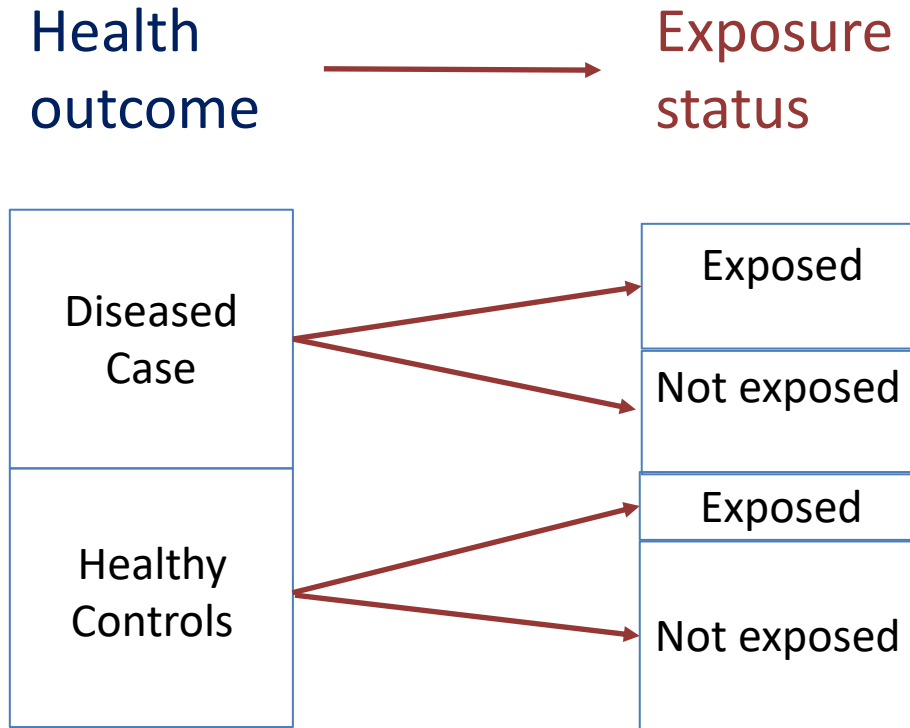 Health
outcome
Exposure
status
Diseased
Case
Exposed
Not exposed
Healthy
Controls
Exposed
Not exposed